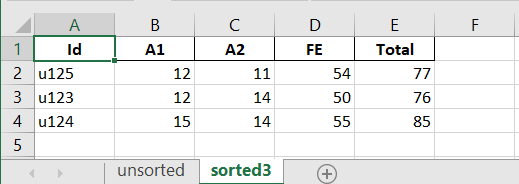 A B C D E F
1 Id A1 A2 FE Total
2 u125 12 11 54 77
3 u123 12 14 50 76
4 u124 15 14 55 85
5
unsorted sorted3